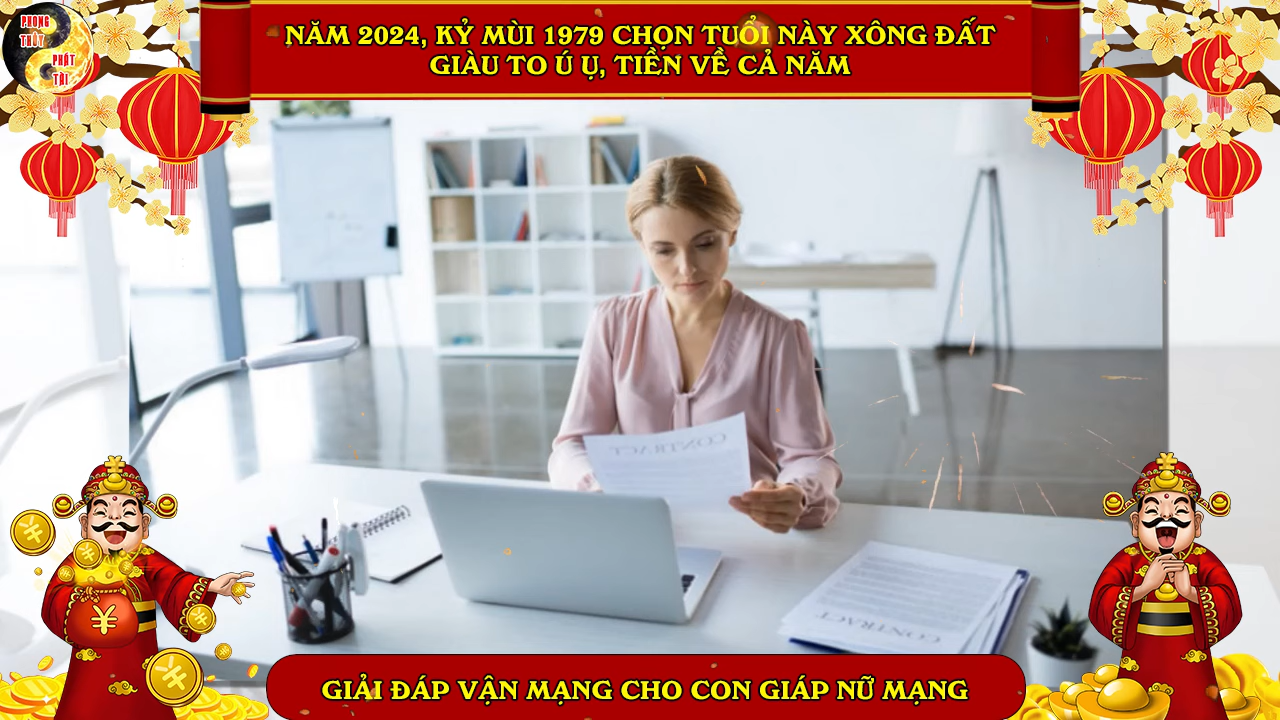 PHONG
THỦY
PHÁT
TÀI
NĂM 2024, KỶ MÙI 1979 CHỌN TUỔI NÀY XÔNG ĐẤT
GIÀU TO Ú Ụ, TIỀN VỀ CẢ NĂM
CONTRACT
CONTRACT
GIẢI ĐÁP VẬN MẠNG CHO CON GIÁP NỮ MẠNG